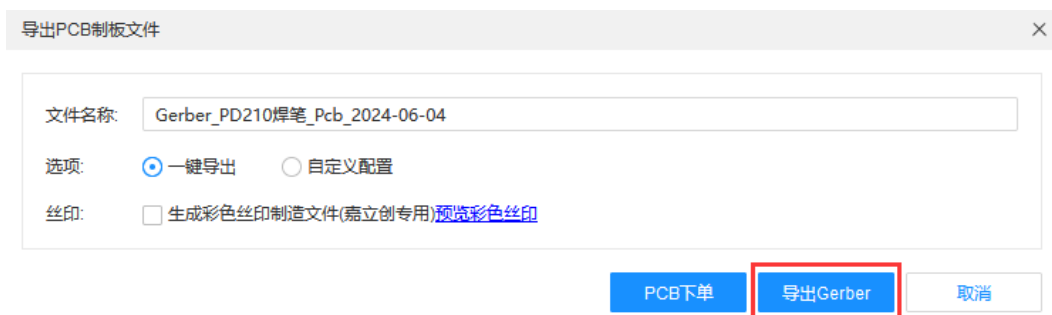 导出PCB制板文件
文件名称: Gerber_PD210焊笔_Pcb_2024-06-04
选项: 一键导出 自定义配置
丝印: 生成彩色丝印制造文件(嘉立创专用)预览彩色丝印
PCB下单 导出Gerber 取消